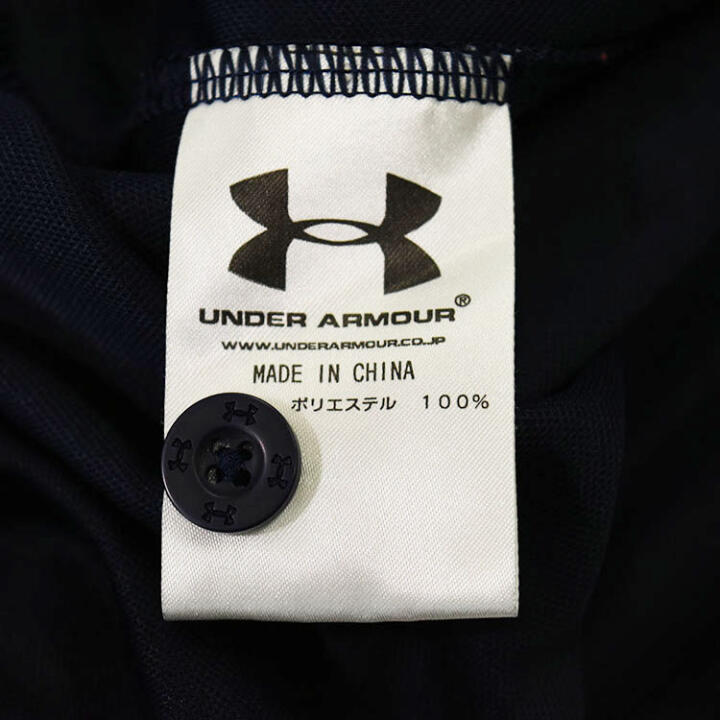 UNDER ARMOUR®
WWW.UNDERARMOUR.CO.JP
MADE IN CHINA
ポリエステル 100%